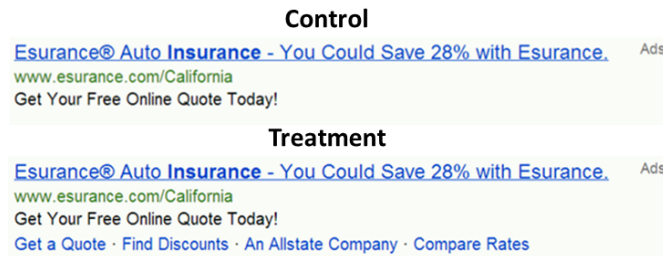 Control
Esurance® Auto Insurance - You Could Save 28% with Esurance. Ads
www.esurance.com/California
Get Your Free Online Quote Today!
Treatment
Esurance® Auto Insurance - You Could Save 28% with Esurance. Ads
www.esurance.com/California
Get Your Free Online Quote Today!
Get a Quote · Find Discounts · An Allstate Company · Compare Rates